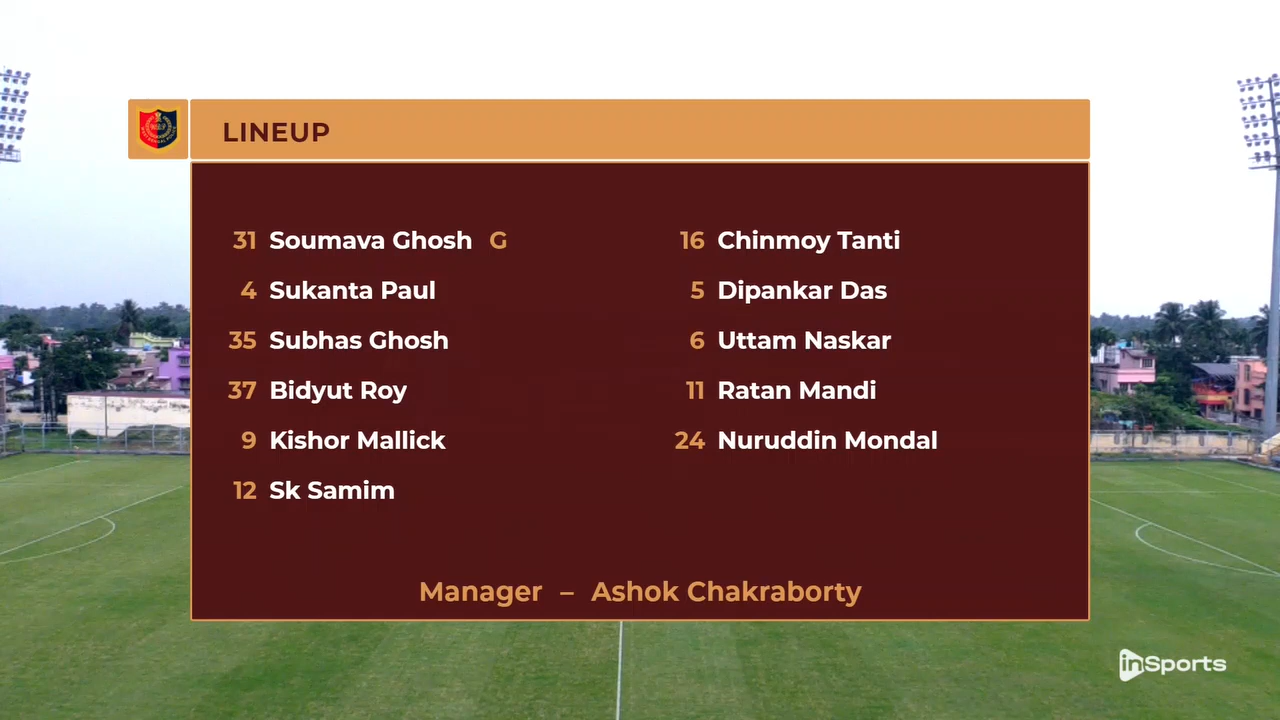 LINEUP
31 Soumava Ghosh G
4 Sukanta Paul
35 Subhas Ghosh
37 Bidyut Roy
9 Kishor Mallick
12 Sk Samim
16 Chinmoy Tanti
5 Dipankar Das
6 Uttam Naskar
11 Ratan Mandi
24 Nuruddin Mondal
Manager – Ashok Chakraborty
inSports